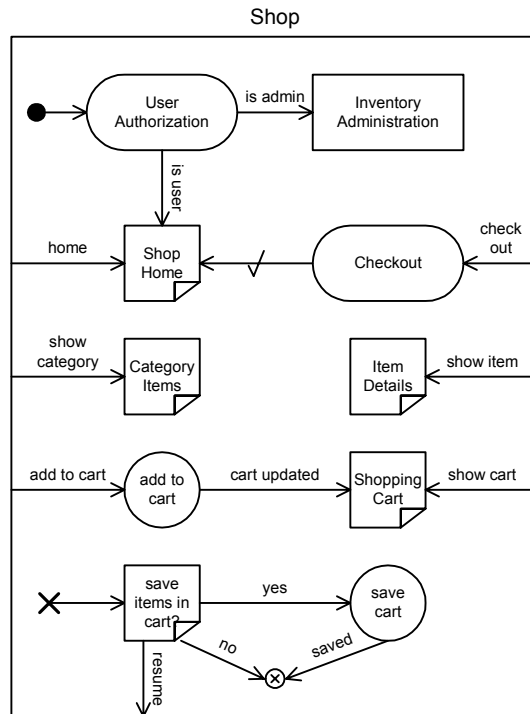 Shop
User
Authorization
is admin
Inventory
Administration
is user
home
Shop
Home
Checkout
check
out
show
category
Category
Items
Item
Details
show item
add to cart
add to
cart
cart updated
Shopping
Cart
show cart
save
items in
cart?
yes
save
cart
no
saved
resume